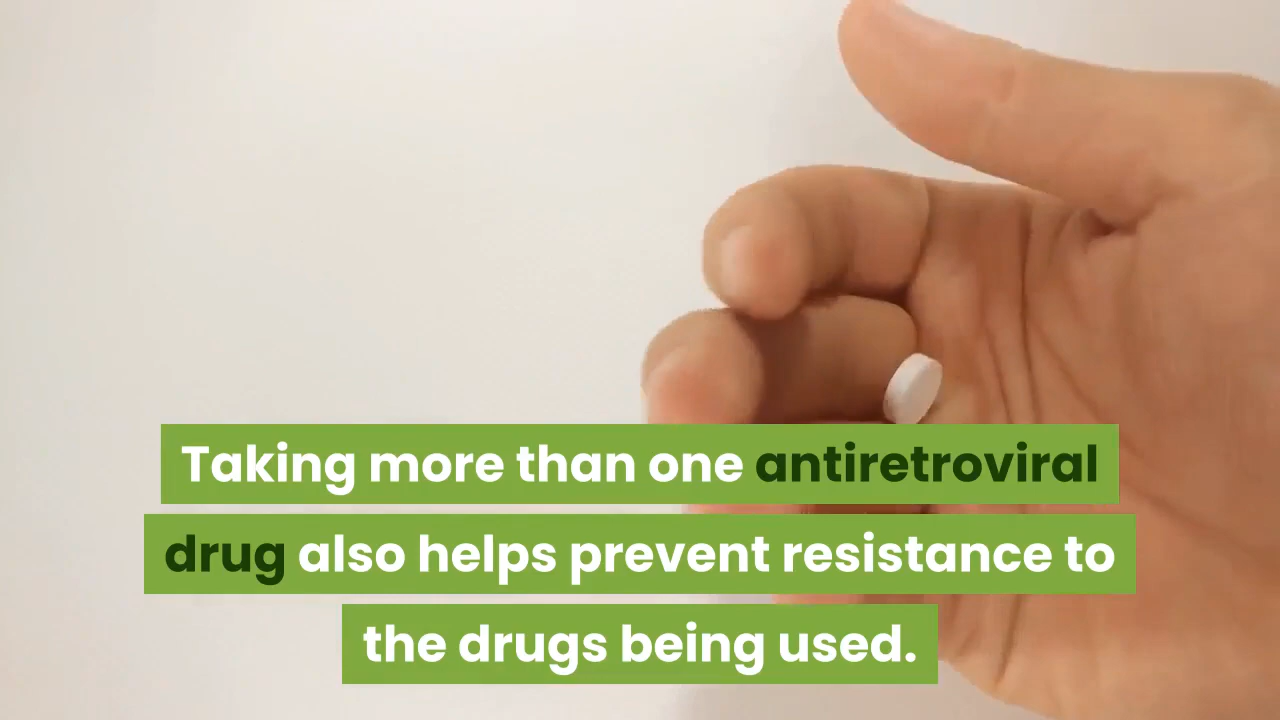 Taking more than one antiretroviral
drug also helps prevent resistance to
the drugs being used.